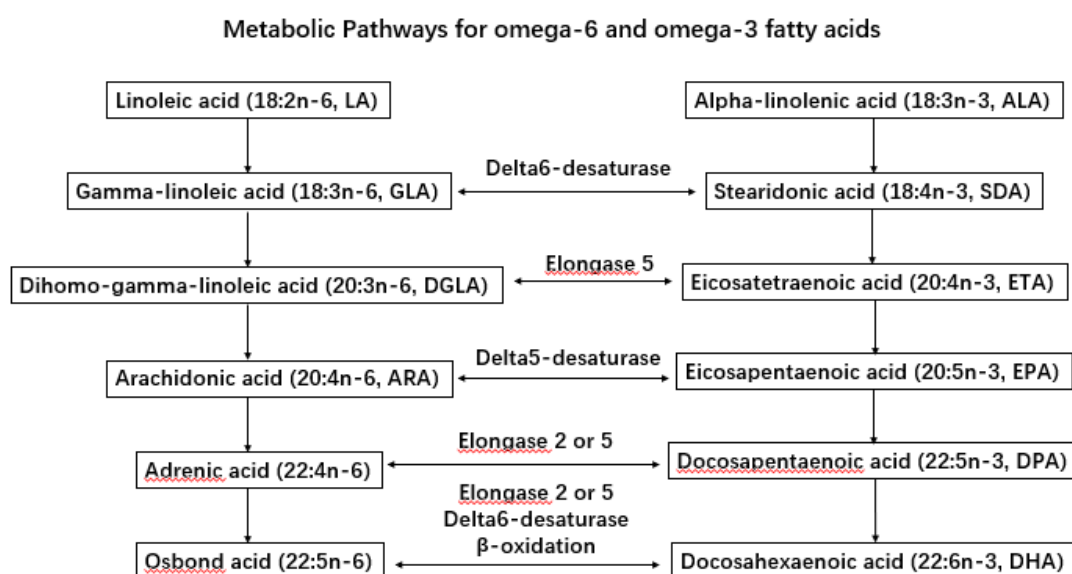 Metabolic Pathways for omega-6 and omega-3 fatty acids
Linoleic acid (18:2n-6, LA)
Alpha-linolenic acid (18:3n-3, ALA)
Delta6-desaturase
Gamma-linoleic acid (18:3n-6, GLA)
Stearidonic acid (18:4n-3, SDA)
Elongase 5
Dihomo-gamma-linoleic acid (20:3n-6, DGLA)
Eicosatetraenoic acid (20:4n-3, ETA)
Delta5-desaturase
Arachidonic acid (20:4n-6, ARA)
Eicosapentaenoic acid (20:5n-3, EPA)
Elongase 2 or 5
Adrenic acid (22:4n-6)
Docosapentaenoic acid (22:5n-3, DPA)
Elongase 2 or 5
Delta6-desaturase
β-oxidation
Osbond acid (22:5n-6)
Docosahexaenoic acid (22:6n-3, DHA)